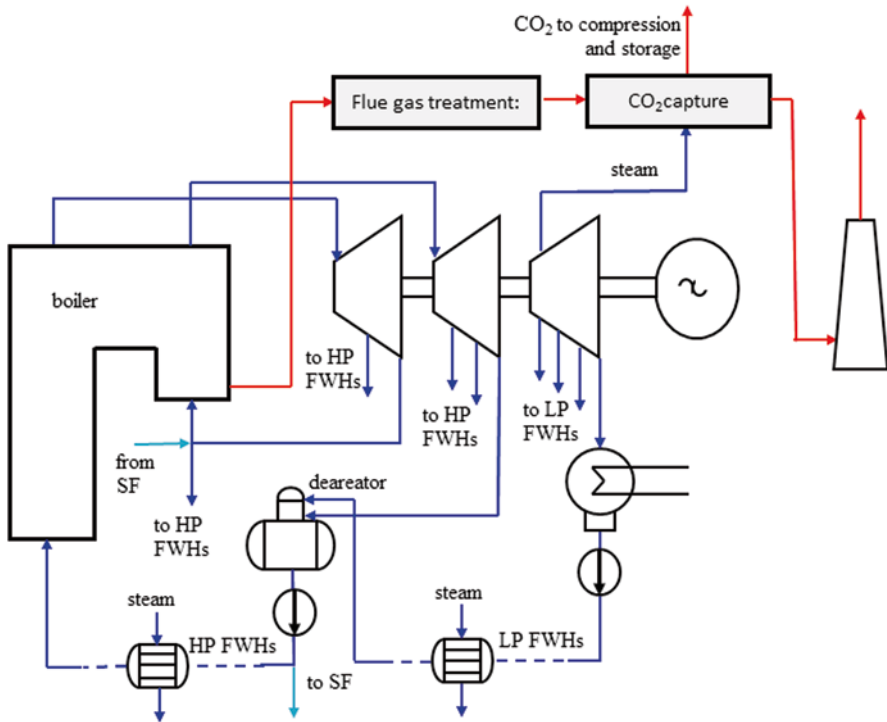 CO₂ to compression
and storage
Flue gas treatment:
CO₂capture
steam
boiler
to HP
FWHs
to HP
FWHs
to LP
FWHs
from
SF
to HP
FWHs
deareator
steam
HP FWHs
to SF
steam
LP FWHs